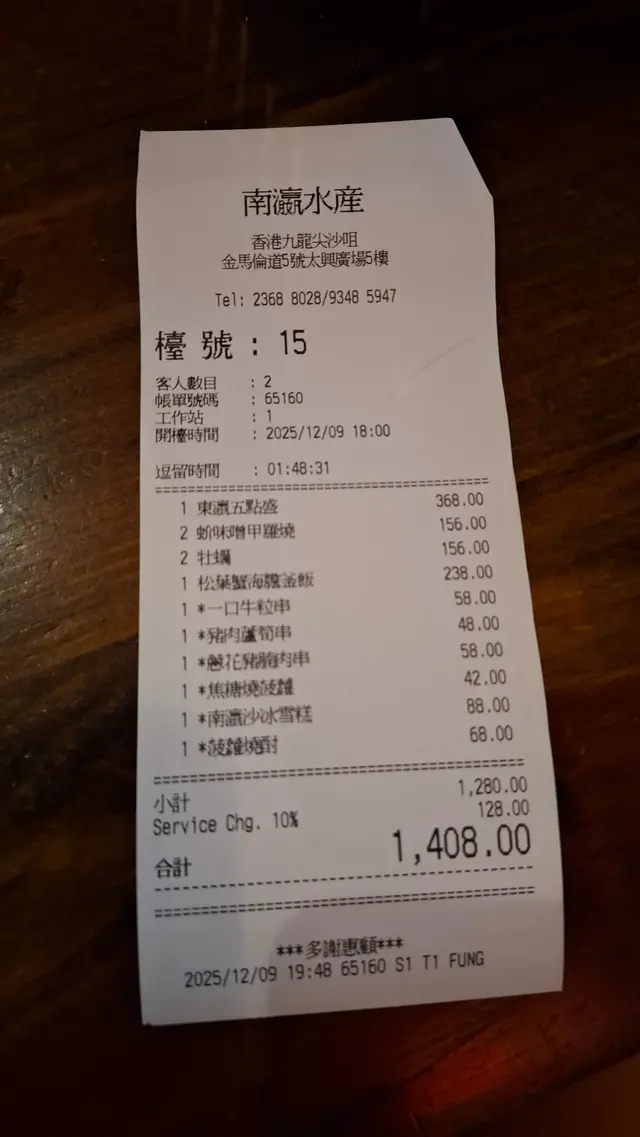 南瀛水産
香港九龍尖沙咀
金馬倫道5號太興廣場5樓
Tel: 2368 8028/9348 5947
檯 號 : 15
客人數目 : 2
帳單號碼 : 65160
工作站 : 1
開檯時間 : 2025/12/09 18:00
逗留時間 : 01:48:31
1 東瀛五點盛 368.00
2 蚧味噌甲羅燒 156.00
2 牡蠣 156.00
1 松葉蟹海膽釜飯 238.00
1 *一口牛粒串 58.00
1 *豬肉蘆筍串 48.00
1 *蔥花豬腩肉串 58.00
1 *焦糖燒菠蘿 42.00
1 *南瀛沙冰雪糕 88.00
1 *菠蘿燒酎 68.00
小計 1,280.00
Service Chg. 10% 128.00
合計 1,408.00
***多謝惠顧***
2025/12/09 19:48 65160 S1 T1 FUNG